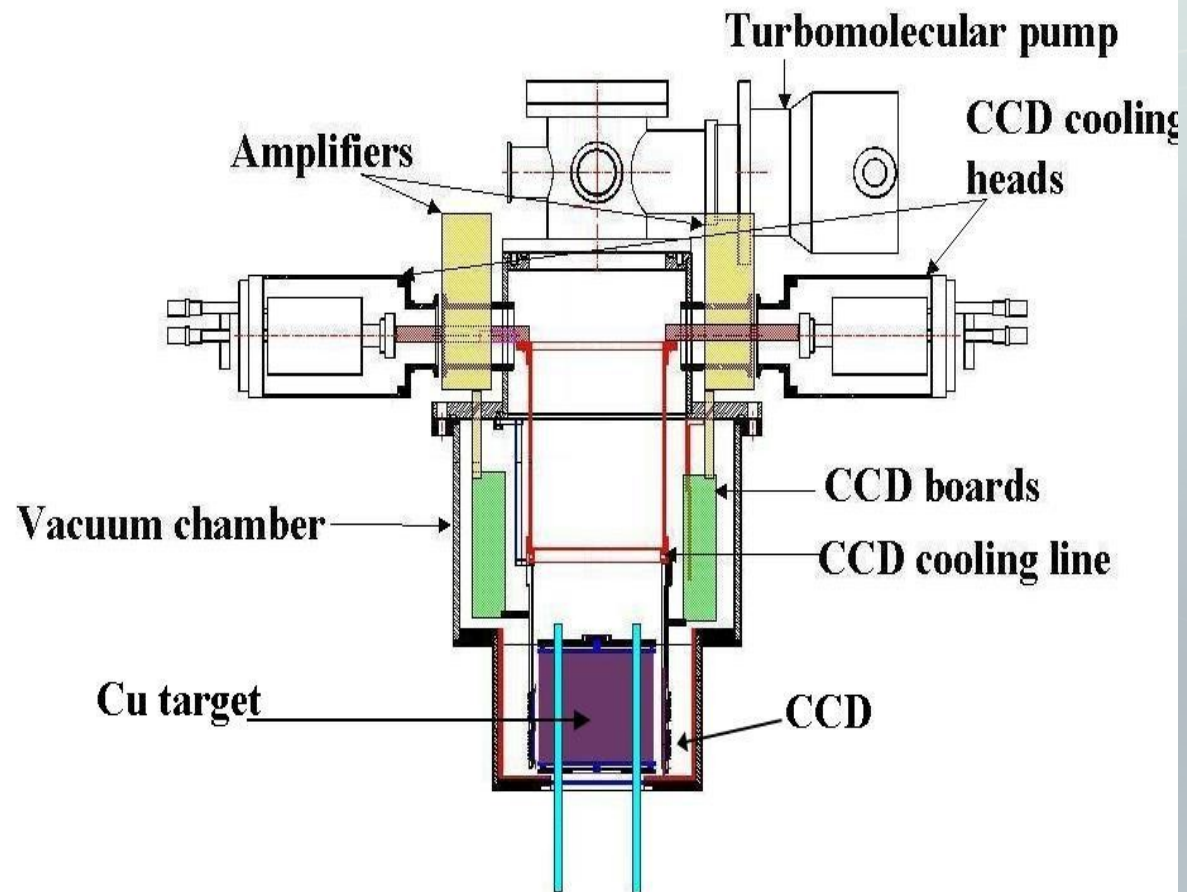 Turbomolecular pump
Amplifiers
CCD cooling
heads
CCD boards
Vacuum chamber
CCD cooling line
Cu target
CCD